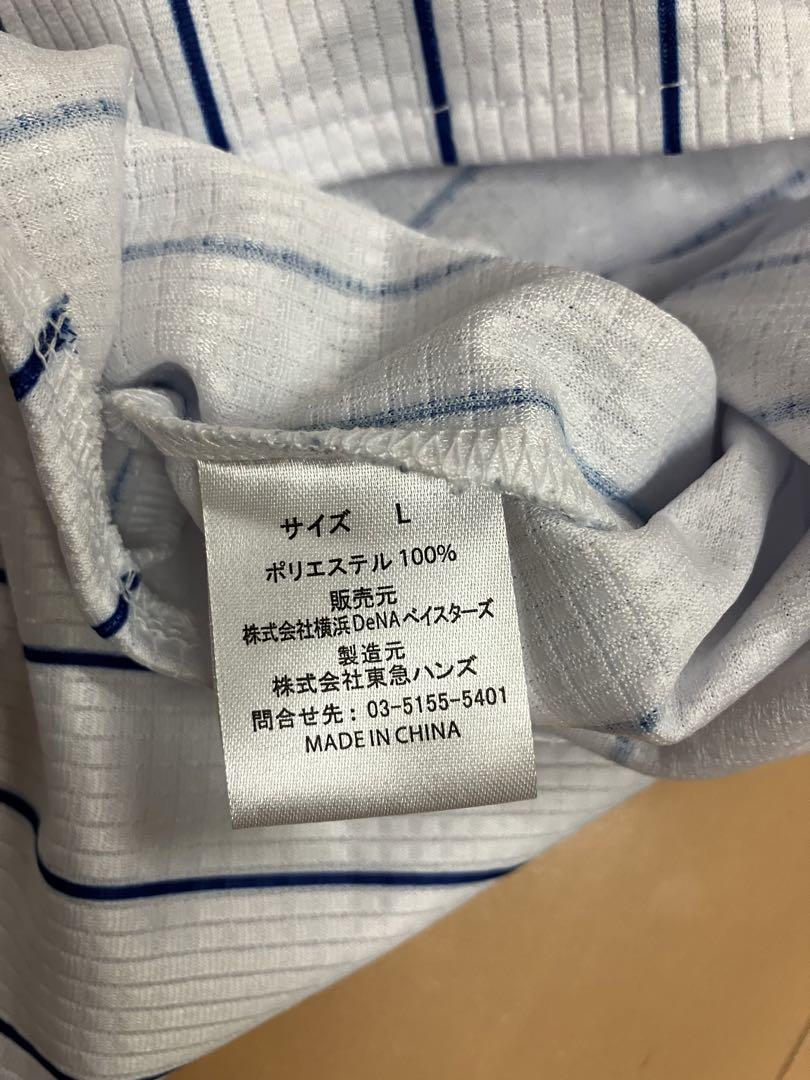 サイズ L
ポリエステル 100%
販売元
株式会社横浜DeNAベイスターズ
製造元
株式会社東急ハンズ
問合せ先: 03-5155-5401
MADE IN CHINA